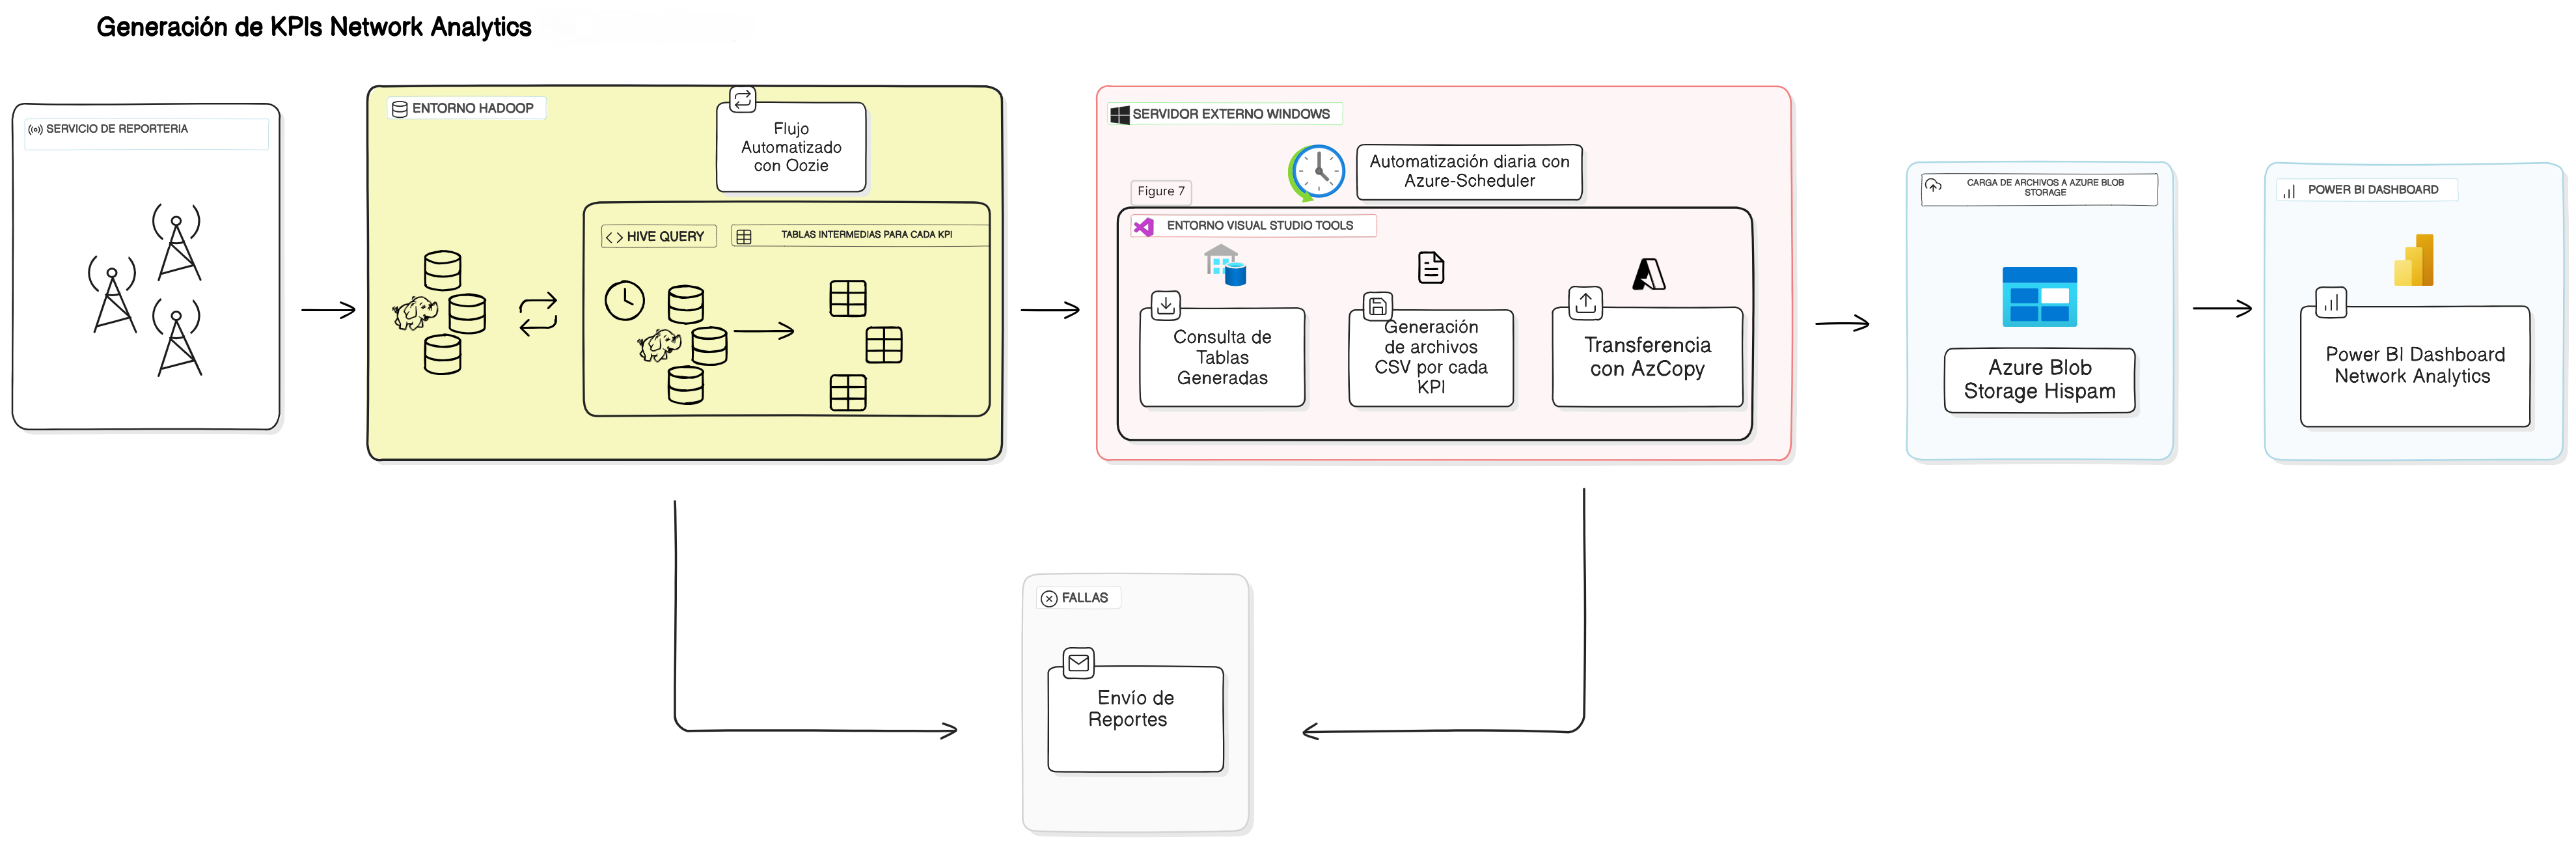 Generación de KPIs Network Analytics
SERVICIO DE REPORTERIA
ENTORNO HADOOP
Flujo
Automatizado
con Oozie
HIVE QUERY
TABLAS INTERMEDIAS PARA CADA KPI
SERVIDOR EXTERNO WINDOWS
Automatización diaria con
Azure-Scheduler
Figure 7
ENTORNO VISUAL STUDIO TOOLS
Consulta de
Tablas
Generadas
Generación
de archivos
CSV por cada
KPI
Transferencia
con AzCopy
CARGA DE ARCHIVOS A AZURE BLOB
STORAGE
Azure Blob
Storage Hispam
POWER BI DASHBOARD
Power BI Dashboard
Network Analytics
FALLAS
Envío de
Reportes